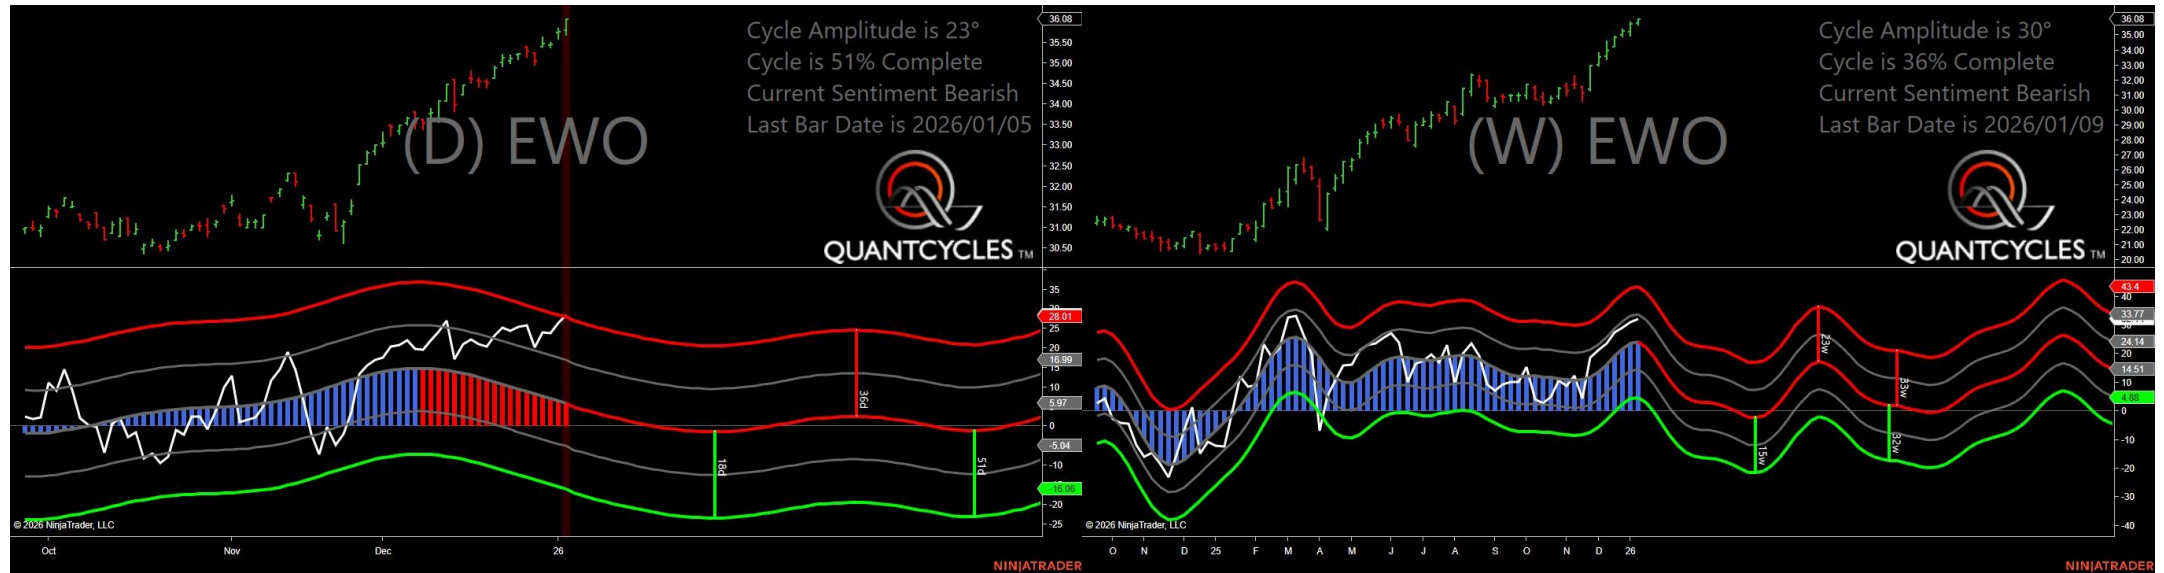 Cycle Amplitude is 23°
Cycle is 51% Complete
Current Sentiment Bearish
Last Bar Date is 2026/01/05
(D) EWO
QUANTCYCLES TM
36.08
35.50
35.00
34.50
34.00
33.50
33.00
32.50
32.00
31.50
31.00
30.50
35
28.01
25
20
16.99
15
10
5.97
0
-5.04
-10
-16.06
-20
-25
36d
18d
51d
© 2026 NinjaTrader, LLC
Oct Nov Dec 26
NINJATRADER
Cycle Amplitude is 30°
Cycle is 36% Complete
Current Sentiment Bearish
Last Bar Date is 2026/01/09
(W) EWO
QUANTCYCLES TM
36.08
35.00
34.00
33.00
32.00
31.00
30.00
29.00
28.00
27.00
26.00
25.00
24.00
23.00
22.00
21.00
20.00
43.4
40
33.77
30
24.14
20
14.51
10
4.88
0
-10
-20
-30
-40
23w
33w
15w
32w
© 2026 NinjaTrader, LLC
O N D 25 F M A M J J A S O N D 26
NINJATRADER